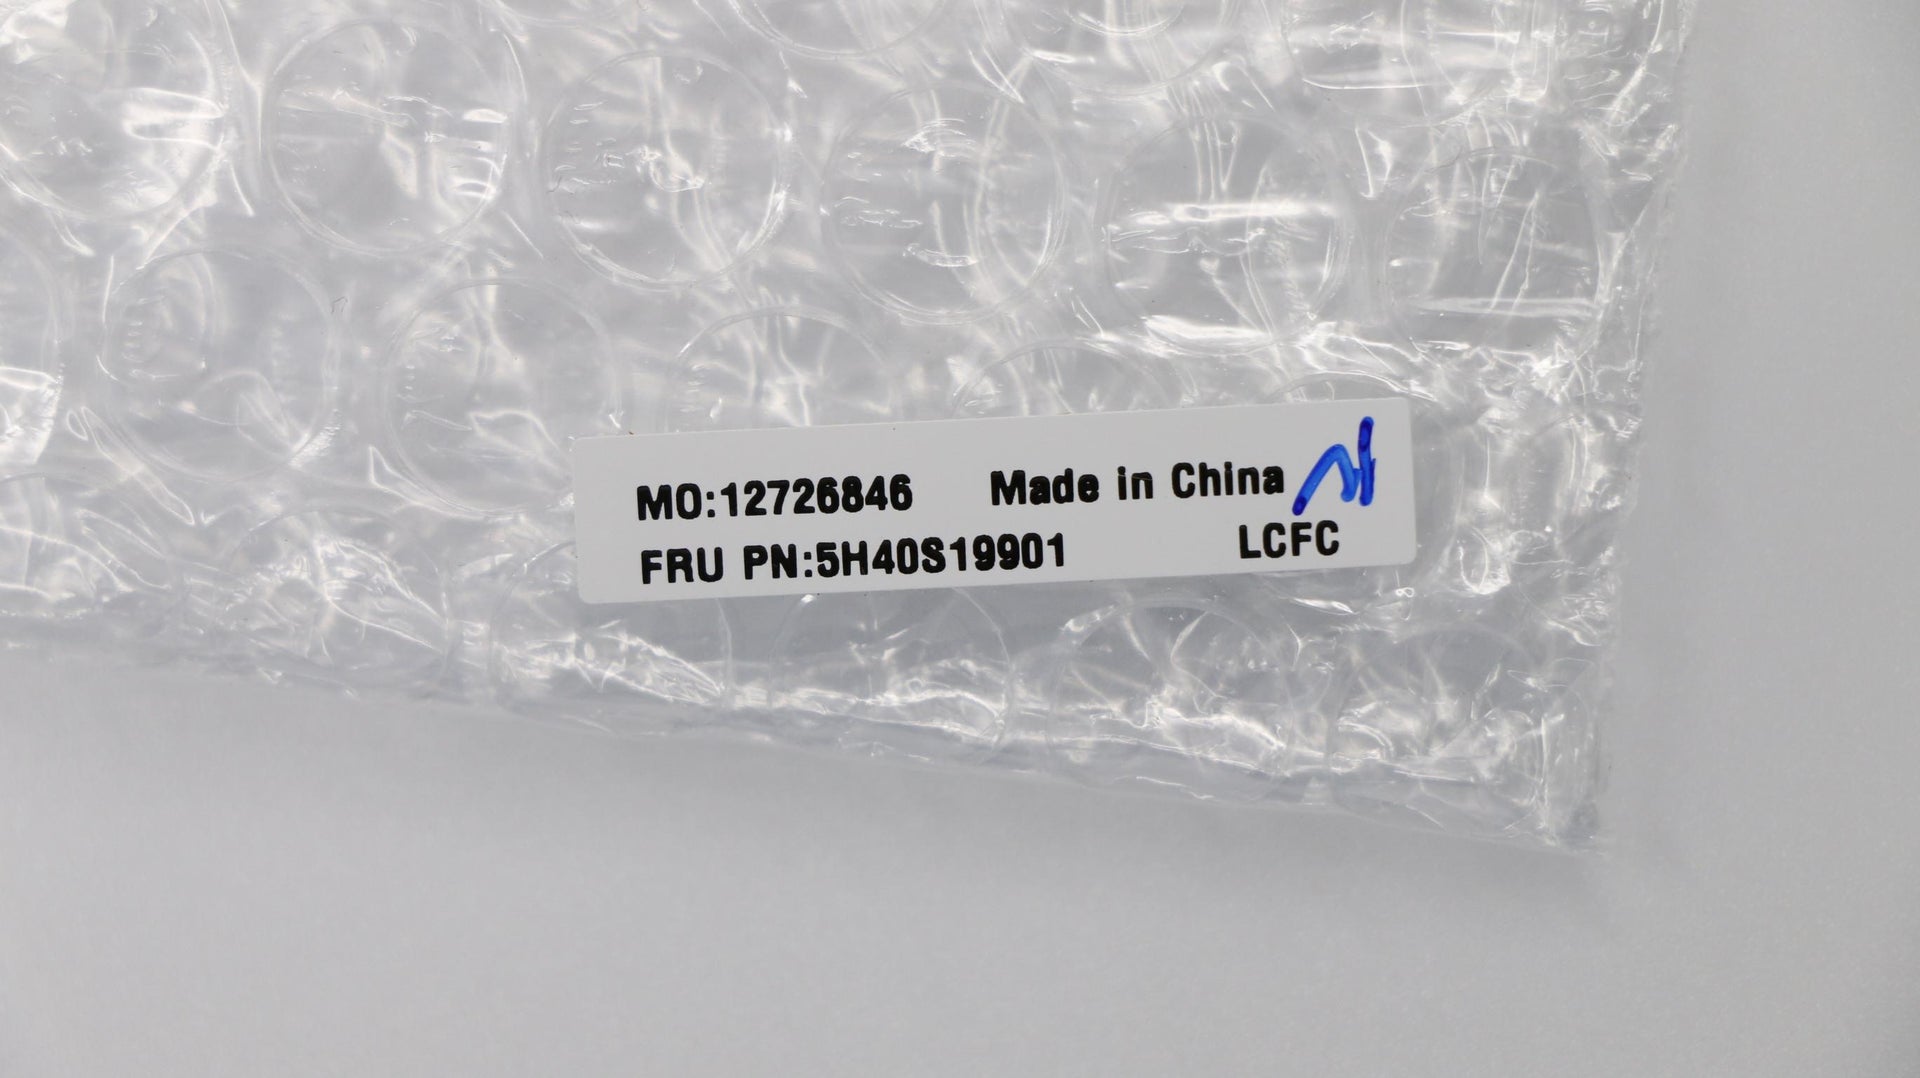 MO:12726846 Made in China
FRU PN:5H40S19901 LCFC